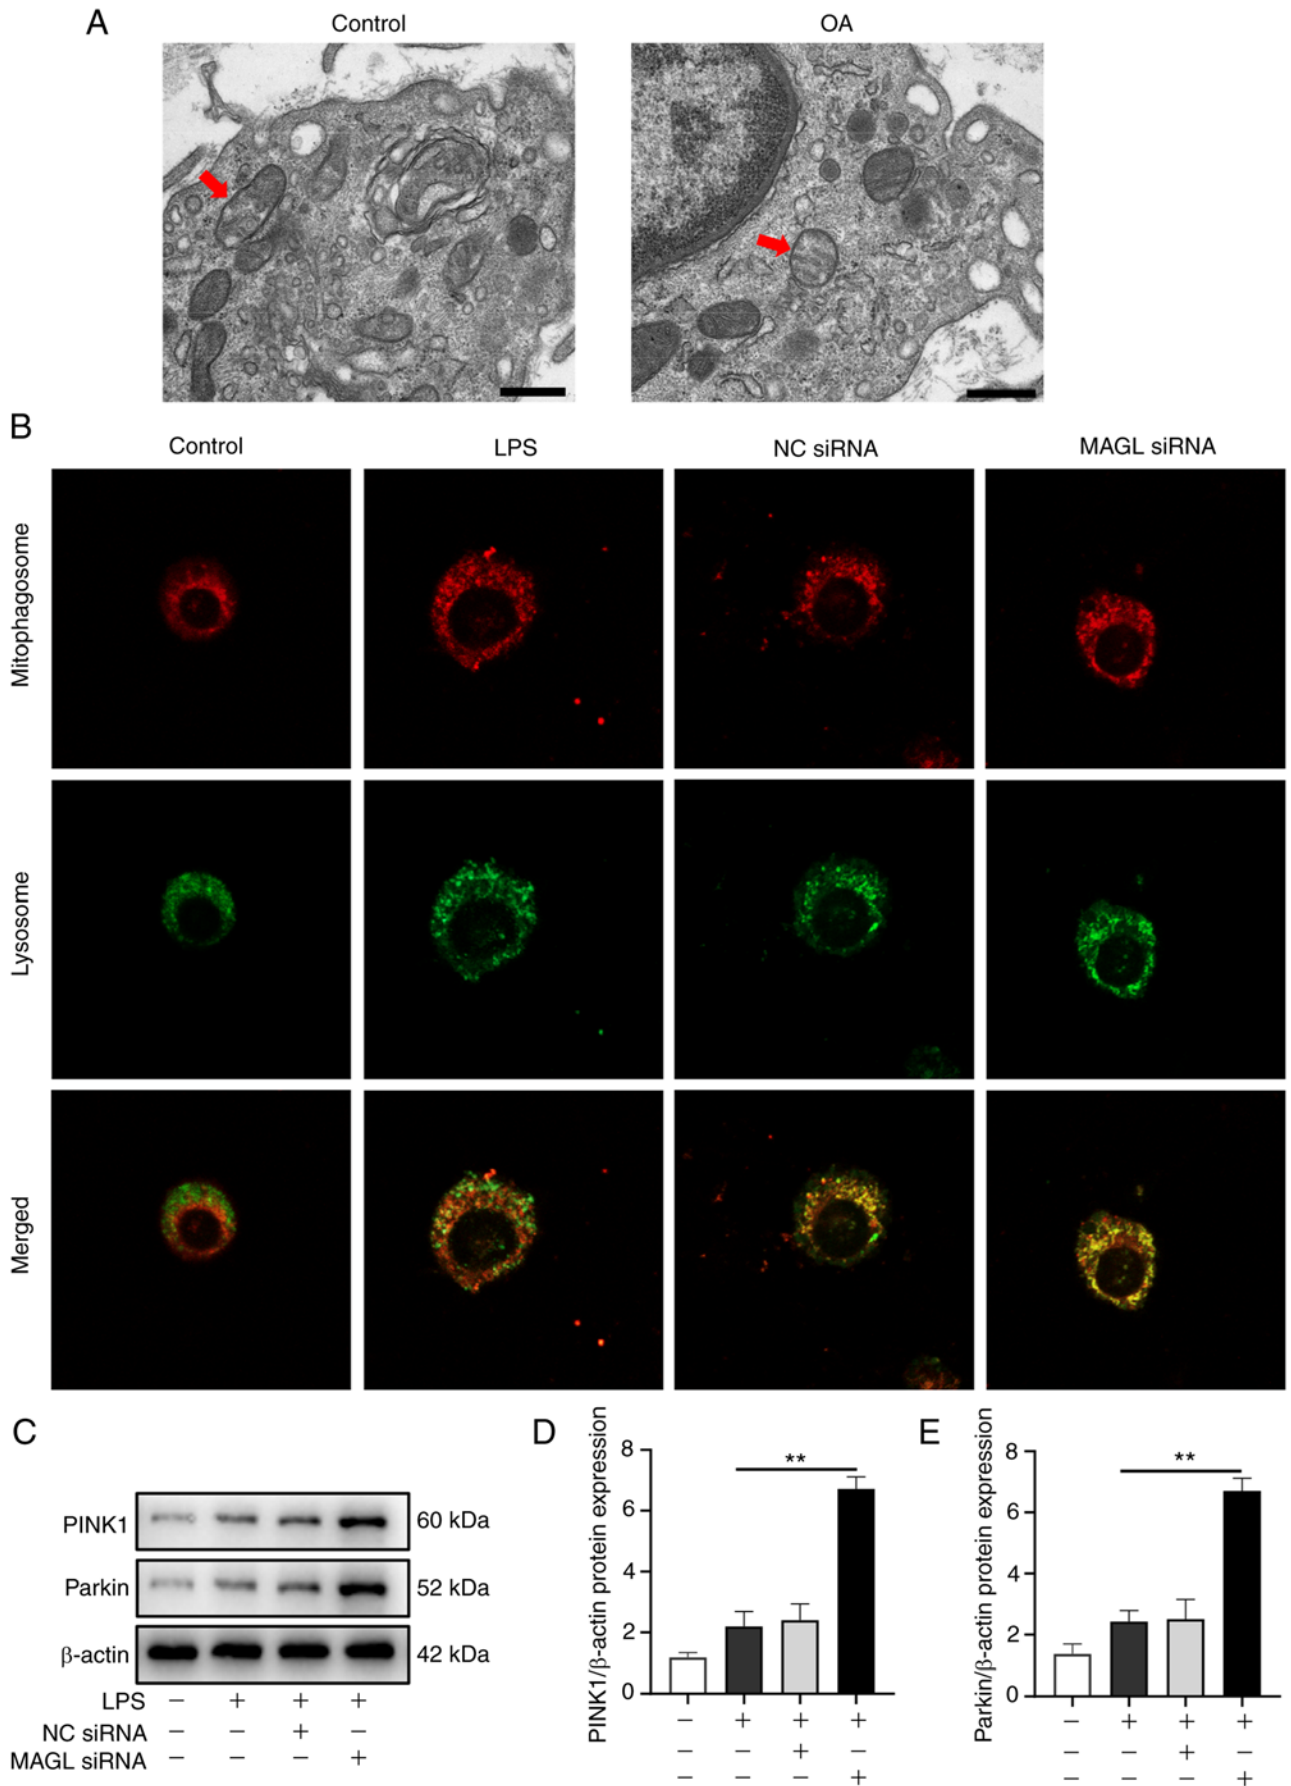 A
Control
OA
B
Control
LPS
NC siRNA
MAGL siRNA
Mitophagosome
Lysosome
Merged
C
PINK1
60 kDa
Parkin
52 kDa
β-actin
42 kDa
LPS – + + +
NC siRNA – – + –
MAGL siRNA – – – +
D
PINK1/β-actin protein expression
8
6
4
2
0
**
– + + +
– – + –
– – – +
E
Parkin/β-actin protein expression
8
6
4
2
0
**
– + + +
– – + –
– – – +